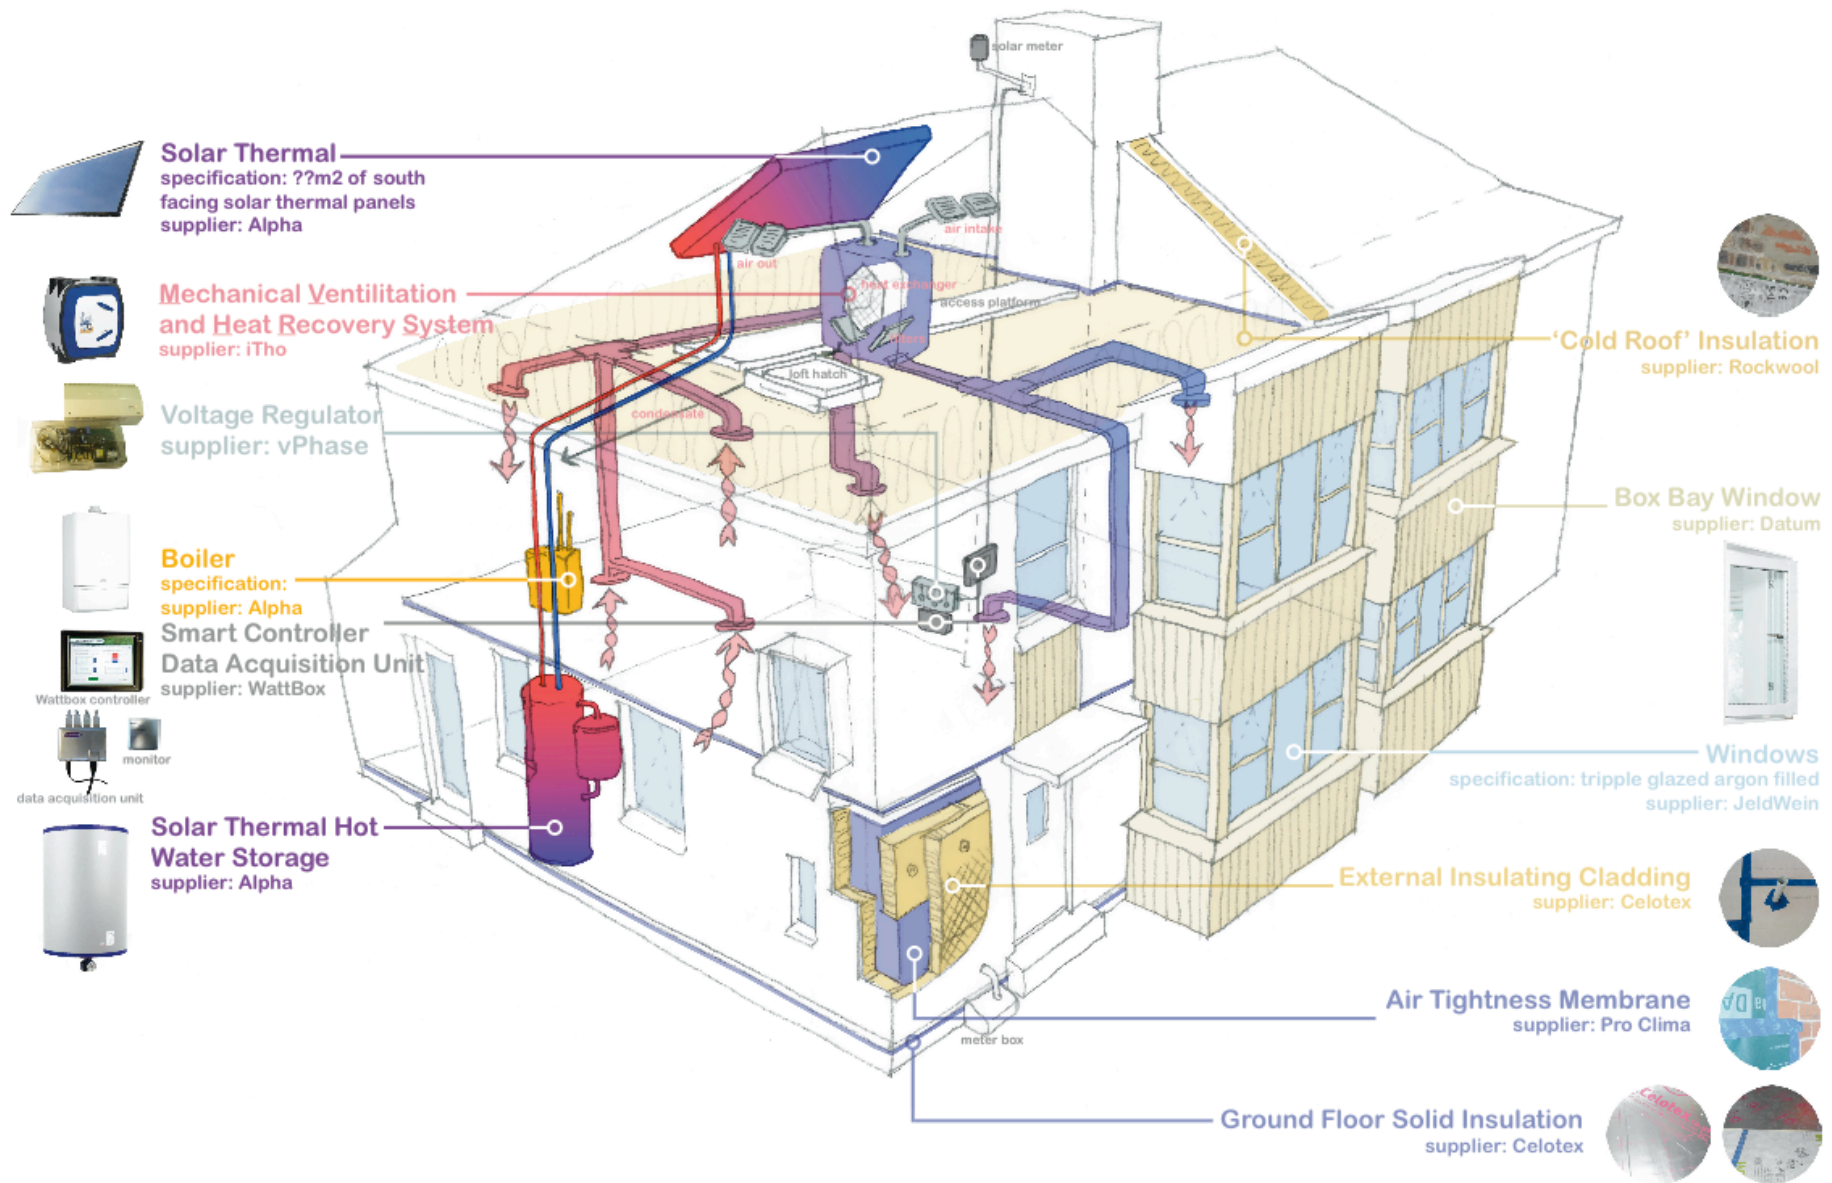 solar meter
Solar Thermal
specification: ??m2 of south
facing solar thermal panels
supplier: Alpha
air intake
air out
Mechanical Ventilitation
and Heat Recovery System
supplier: iTho
heat exchanger
access platform
filters
loft hatch
condensate
'Cold Roof' Insulation
supplier: Rockwool
Voltage Regulator
supplier: vPhase
Box Bay Window
supplier: Datum
Boiler
specification:
supplier: Alpha
Smart Controller
Data Acquisition Unit
supplier: WattBox
Wattbox controller
monitor
data acquisition unit
Windows
specification: tripple glazed argon filled
supplier: JeldWein
Solar Thermal Hot
Water Storage
supplier: Alpha
External Insulating Cladding
supplier: Celotex
Air Tightness Membrane
supplier: Pro Clima
meter box
Ground Floor Solid Insulation
supplier: Celotex
Celotex